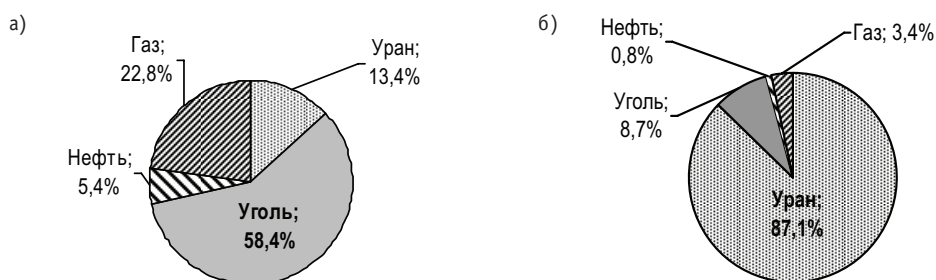 а)
Газ;
22,8%
Уран;
13,4%
Нефть;
5,4%
Уголь;
58,4%
б)
Нефть;
0,8%
Газ; 3,4%
Уголь;
8,7%
Уран;
87,1%